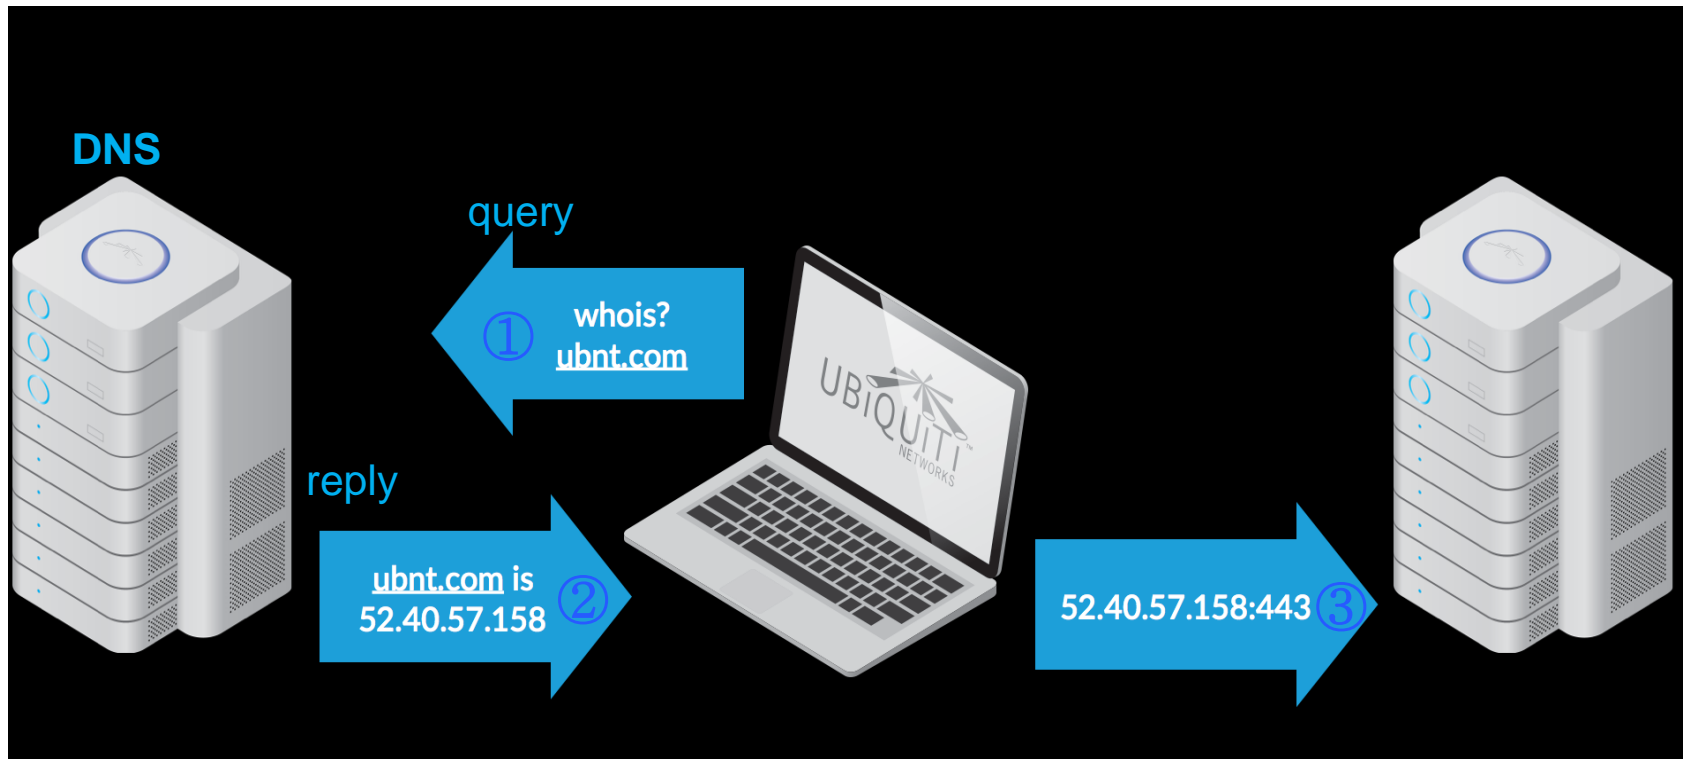 DNS
query
① whois?
ubnt.com
reply
ubnt.com is
52.40.57.158 ②
UBiQUiTi™
NETWORKS
52.40.57.158:443 ③